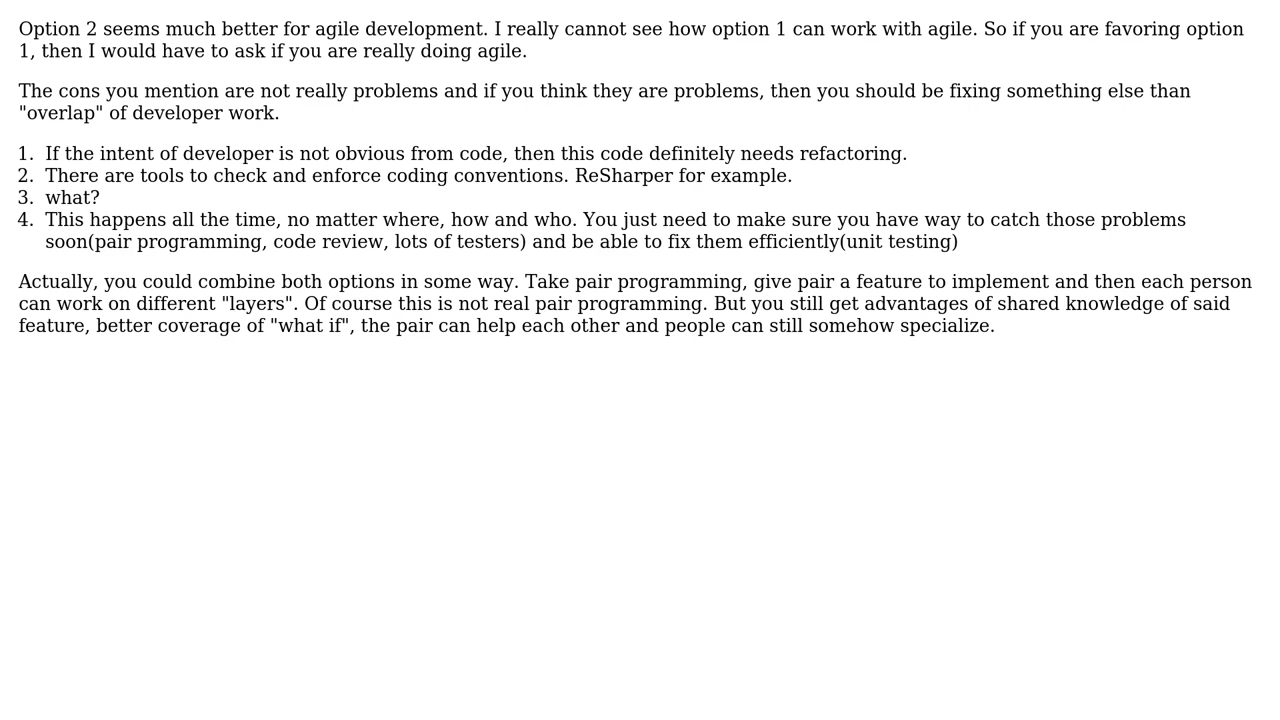 Option 2 seems much better for agile development. I really cannot see how option 1 can work with agile. So if you are favoring option
1, then I would have to ask if you are really doing agile.
The cons you mention are not really problems and if you think they are problems, then you should be fixing something else than
"overlap" of developer work.
1. If the intent of developer is not obvious from code, then this code definitely needs refactoring.
2. There are tools to check and enforce coding conventions. ReSharper for example.
3. what?
4. This happens all the time, no matter where, how and who. You just need to make sure you have way to catch those problems
soon(pair programming, code review, lots of testers) and be able to fix them efficiently(unit testing)
Actually, you could combine both options in some way. Take pair programming, give pair a feature to implement and then each person
can work on different "layers". Of course this is not real pair programming. But you still get advantages of shared knowledge of said
feature, better coverage of "what if", the pair can help each other and people can still somehow specialize.